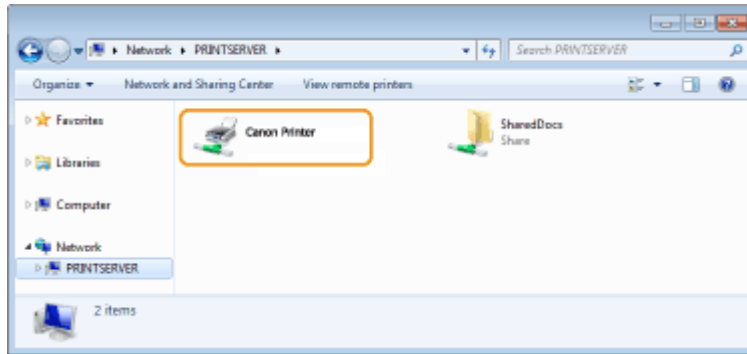 Network ▸ PRINTSERVER ▸
Search PRINTSERVER
Organize
Network and Sharing Center
View remote printers
Favorites
Libraries
Computer
Network
PRINTSERVER
Canon Printer
SharedDocs
Share
2 items